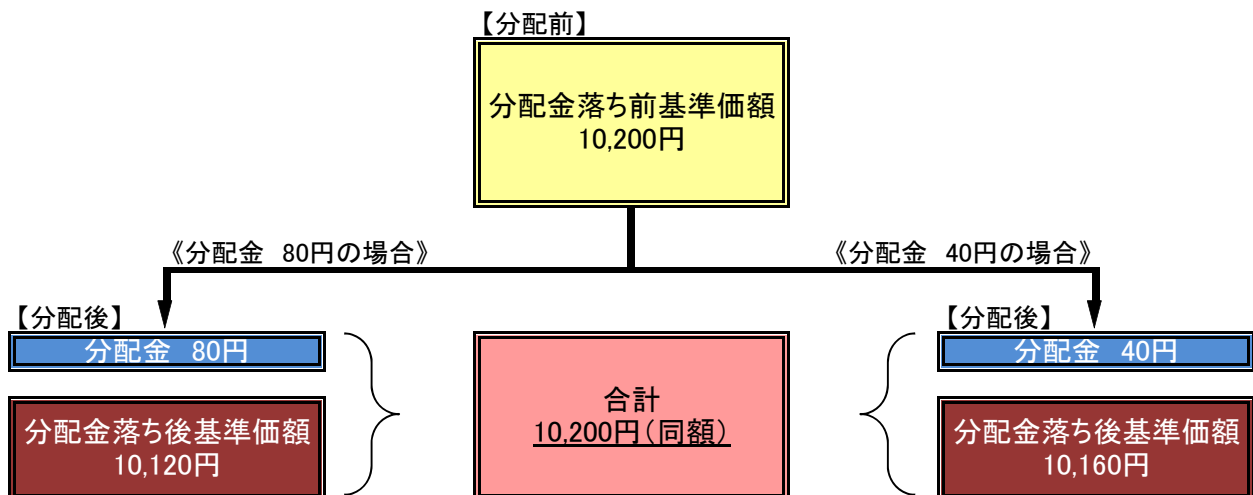 【分配前】
分配金落ち前基準価額
10,200円
《分配金　80円の場合》
《分配金　40円の場合》
【分配後】
分配金　80円
分配金落ち後基準価額
10,120円
合計
10,200円（同額）
【分配後】
分配金　40円
分配金落ち後基準価額
10,160円